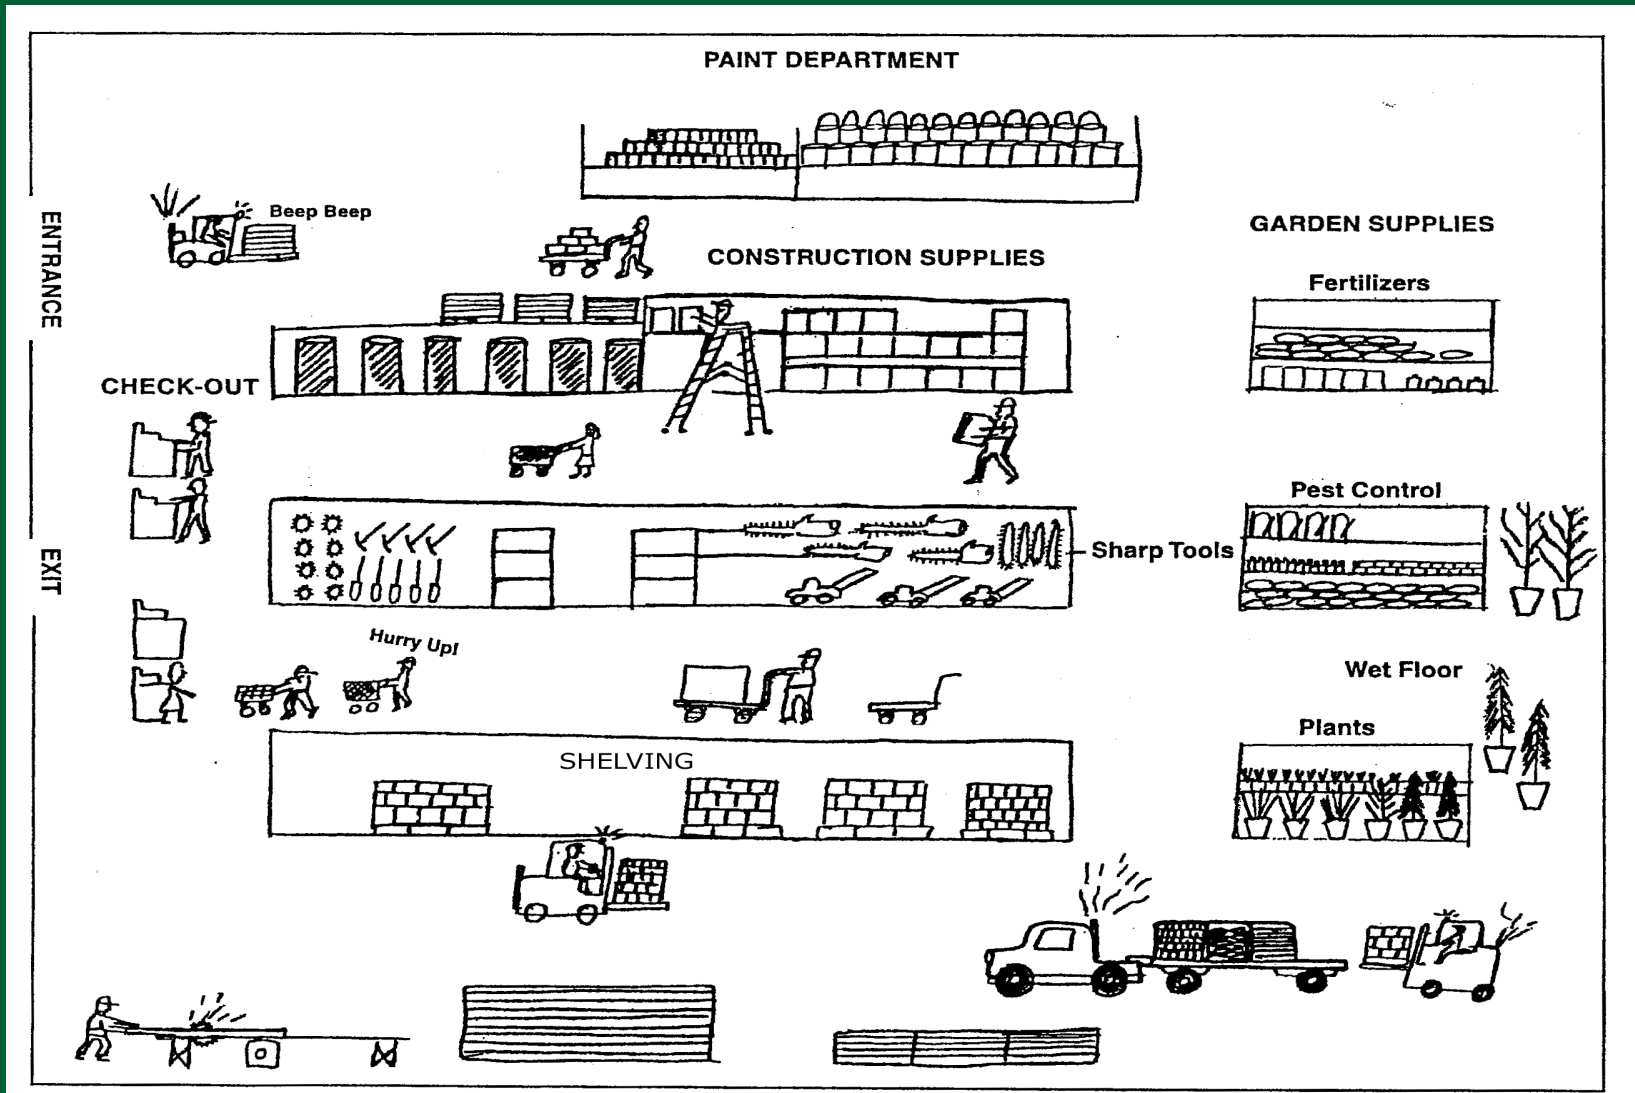 PAINT DEPARTMENT
ENTRANCE
Beep Beep
GARDEN SUPPLIES
CONSTRUCTION SUPPLIES
Fertilizers
CHECK-OUT
Pest Control
EXIT
Sharp Tools
Hurry Up!
Wet Floor
Plants
SHELVING